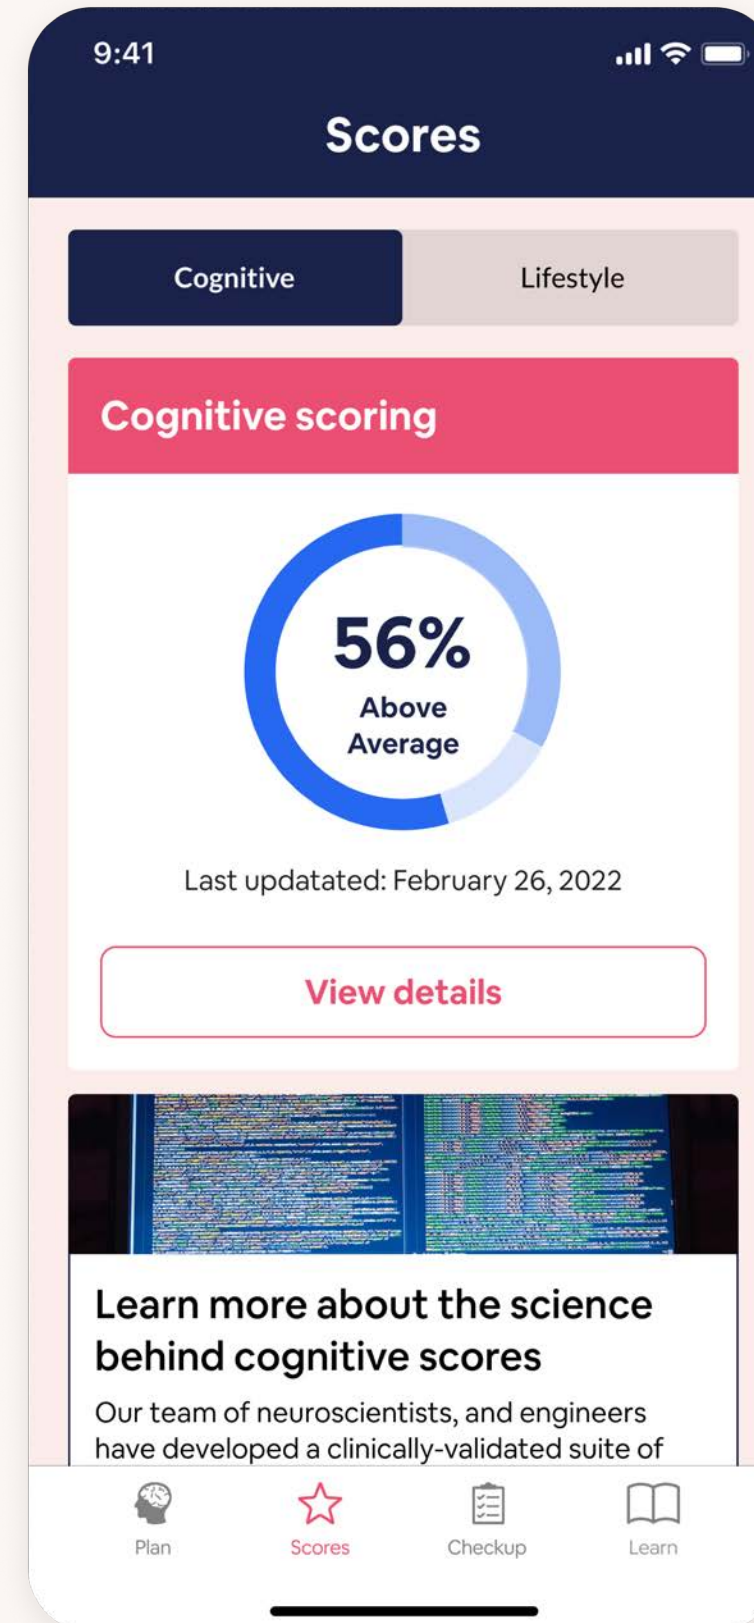 9:41
Scores
Cognitive
Lifestyle
Cognitive scoring
56%
Above
Average
Last updatated: February 26, 2022
View details
Learn more about the science
behind cognitive scores
Our team of neuroscientists, and engineers
have developed a clinically-validated suite of
Plan
Scores
Checkup
Learn